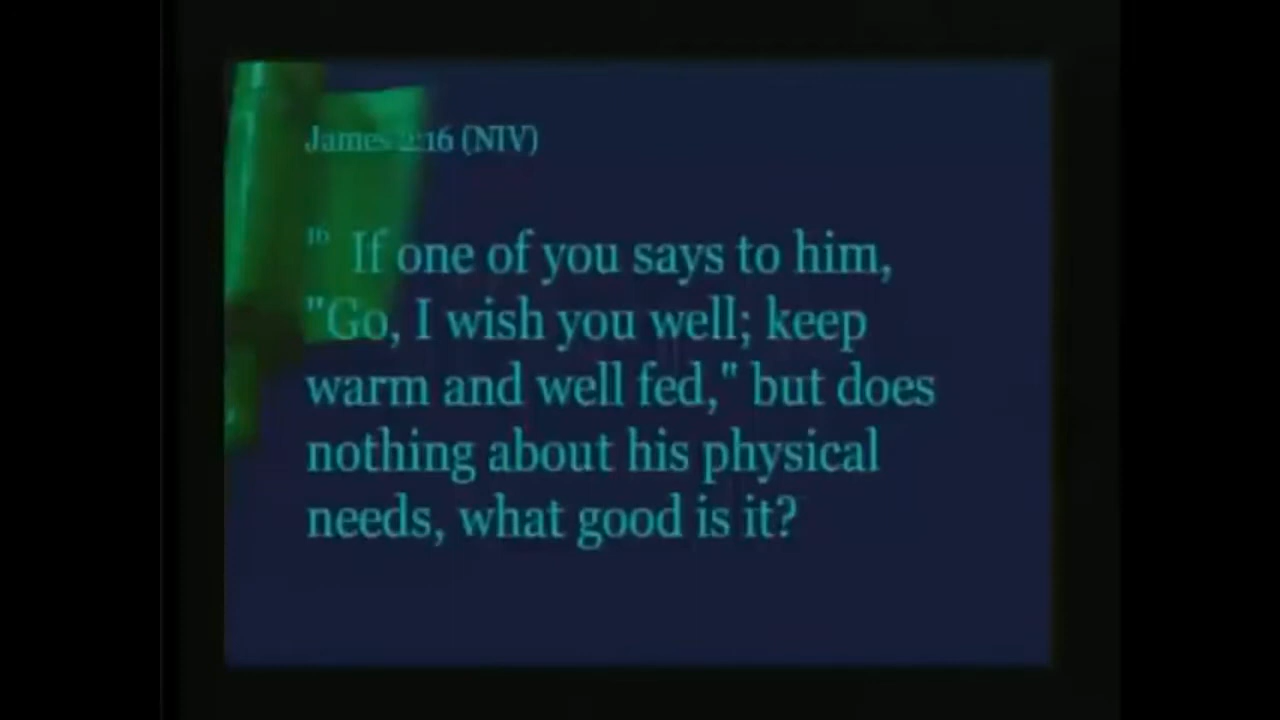 James 2:16 (NIV)
16 If one of you says to him,
"Go, I wish you well; keep
warm and well fed," but does
nothing about his physical
needs, what good is it?